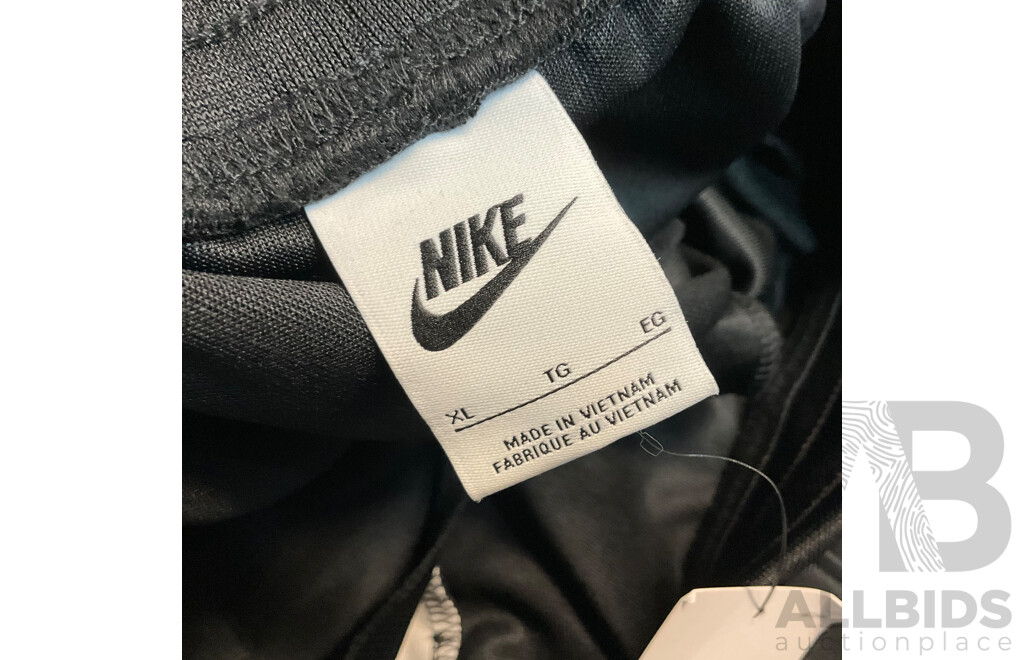 NIKE
XL TG EG
MADE IN VIETNAM
FABRIQUE AU VIETNAM
B
ALLBIDS
auctionplace